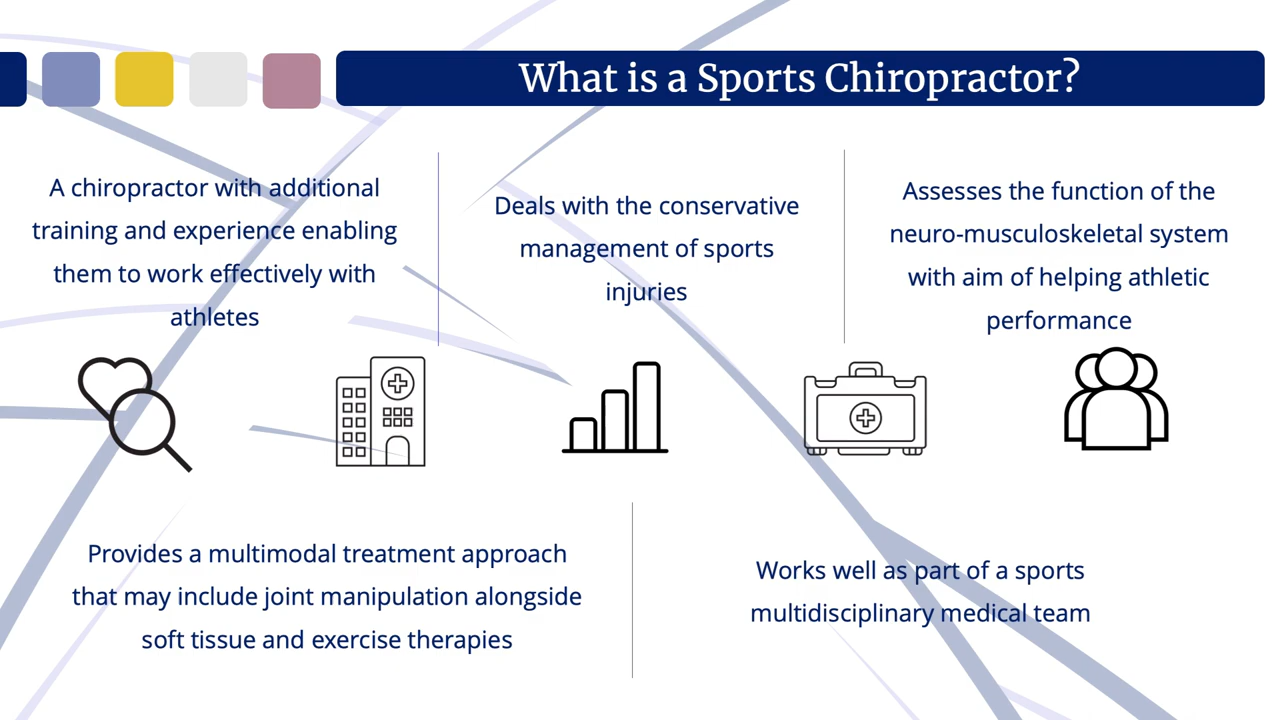 What is a Sports Chiropractor?
A chiropractor with additional
training and experience enabling
them to work effectively with
athletes
Deals with the conservative
management of sports
injuries
Assesses the function of the
neuro-musculoskeletal system
with aim of helping athletic
performance
Provides a multimodal treatment approach
that may include joint manipulation alongside
soft tissue and exercise therapies
Works well as part of a sports
multidisciplinary medical team